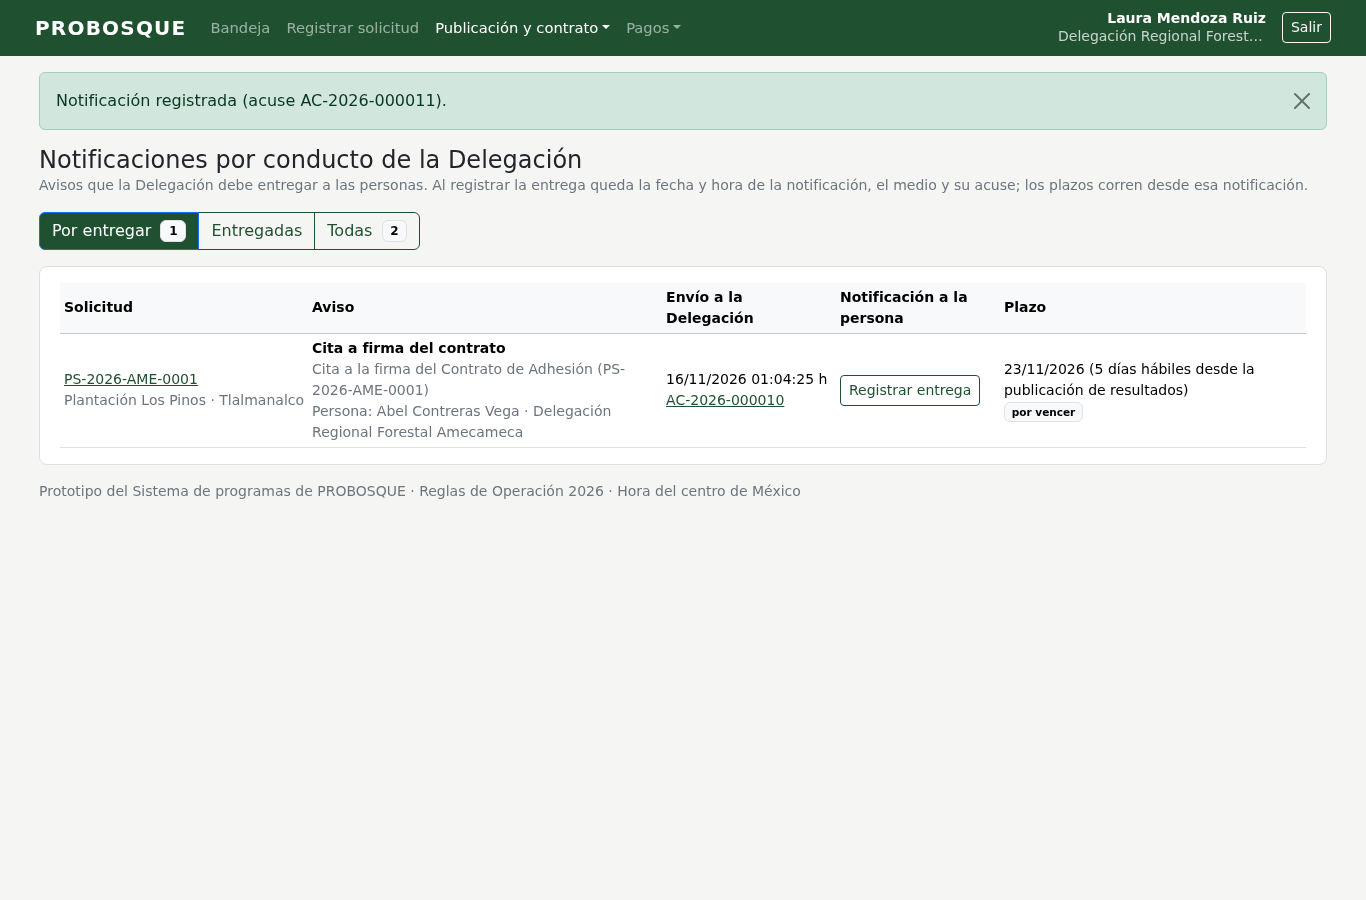 PROBOSQUE
Bandeja
Registrar solicitud
Publicación y contrato
Pagos
Laura Mendoza Ruiz
Delegación Regional Forest...
Salir
Notificación registrada (acuse AC-2026-000011).
Notificaciones por conducto de la Delegación
Avisos que la Delegación debe entregar a las personas. Al registrar la entrega queda la fecha y hora de la notificación, el medio y su acuse; los plazos corren desde esa notificación.
Por entregar 1
Entregadas
Todas 2
Solicitud
Aviso
Envío a la
Delegación
Notificación a la
persona
Plazo
PS-2026-AME-0001
Plantación Los Pinos · Tlalmanalco
Cita a firma del contrato
Cita a la firma del Contrato de Adhesión (PS-
2026-AME-0001)
Persona: Abel Contreras Vega · Delegación
Regional Forestal Amecameca
16/11/2026 01:04:25 h
AC-2026-000010
Registrar entrega
23/11/2026 (5 días hábiles desde la
publicación de resultados)
por vencer
Prototipo del Sistema de programas de PROBOSQUE · Reglas de Operación 2026 · Hora del centro de México